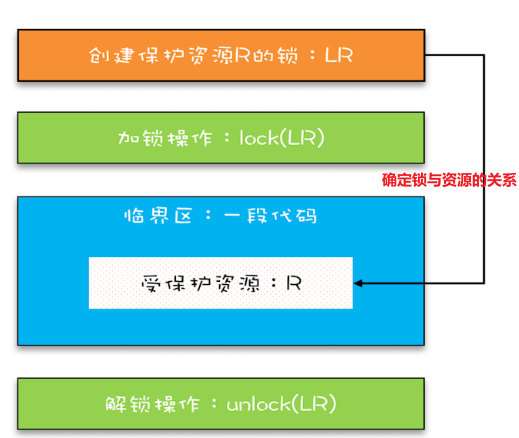 创建保护资源R的锁：LR
加锁操作：lock(LR)
确定锁与资源的关系
临界区：一段代码
受保护资源：R
解锁操作：unlock(LR)